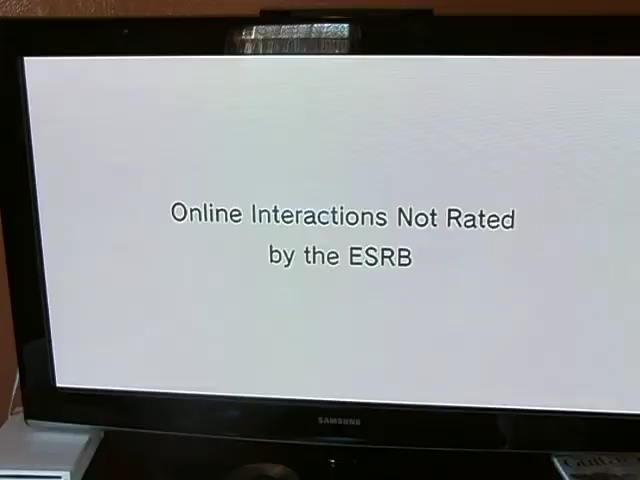 Online Interactions Not Rated
by the ESRB
SAMSUNG